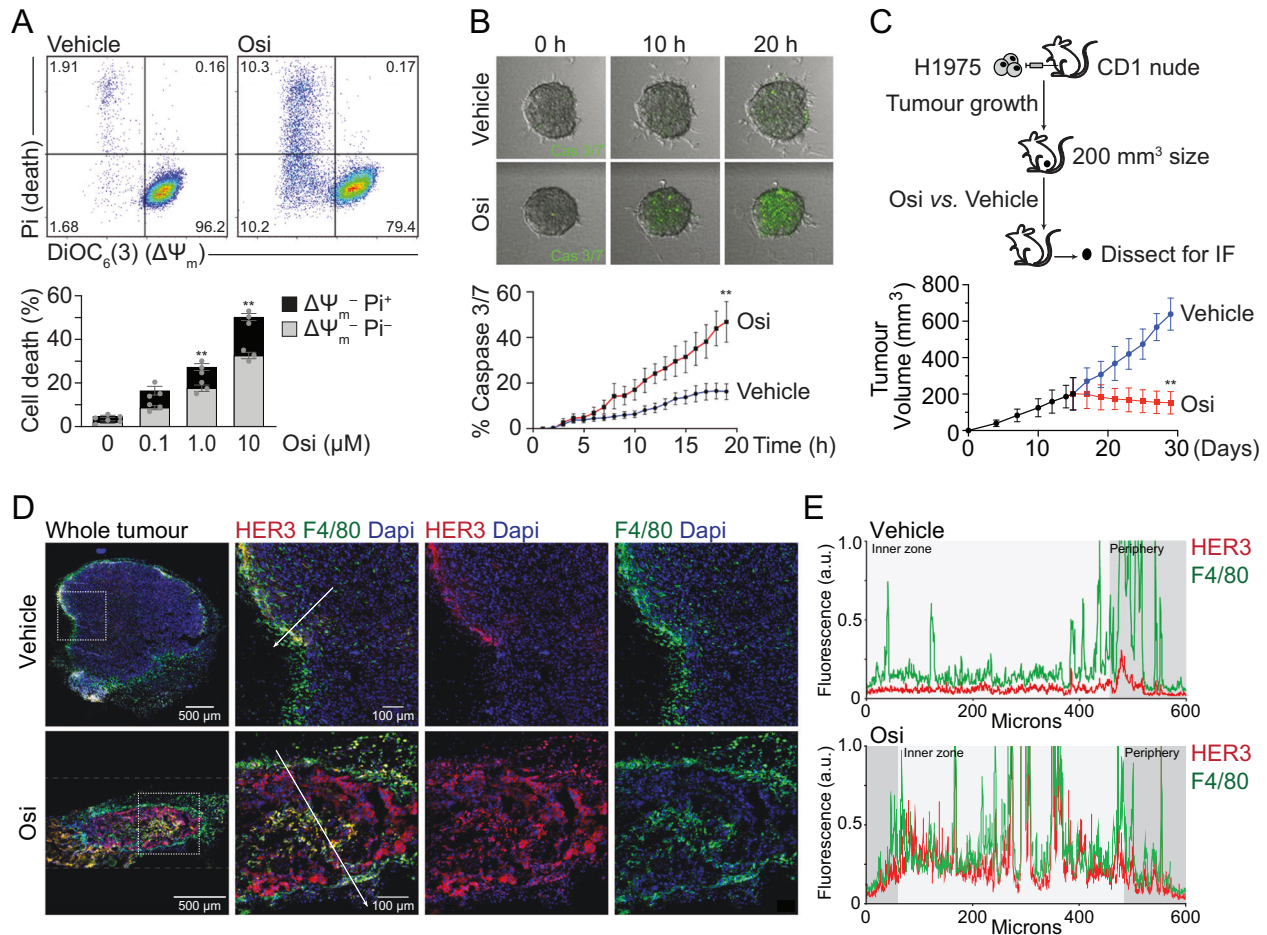 A
Vehicle
Osi
1.91
0.16
10.3
0.17
1.68
96.2
10.2
79.4
Pi (death)
DiOC6(3) (ΔΨm)
Cell death (%)
60
40
20
0
**
**
ΔΨm− Pi+
ΔΨm− Pi−
0
0.1
1.0
10
Osi (µM)
B
0 h
10 h
20 h
Vehicle
Cas 3/7
Osi
Cas 3/7
% Caspase 3/7
60
40
20
0
**
Osi
Vehicle
0
5
10
15
20
Time (h)
C
H1975
CD1 nude
Tumour growth
200 mm³ size
Osi vs. Vehicle
Dissect for IF
Tumour
Volume (mm³)
800
600
400
200
0
Vehicle
**
Osi
0
10
20
30
(Days)
D
Whole tumour
HER3 F4/80 Dapi
HER3 Dapi
F4/80 Dapi
Vehicle
500 µm
100 µm
Osi
500 µm
100 µm
E
Vehicle
Fluorescence (a.u.)
1.0
0.5
0
Inner zone
Periphery
HER3
F4/80
0
200
400
600
Microns
Osi
Fluorescence (a.u.)
1.0
0.5
0
Inner zone
Periphery
HER3
F4/80
0
200
400
600
Microns